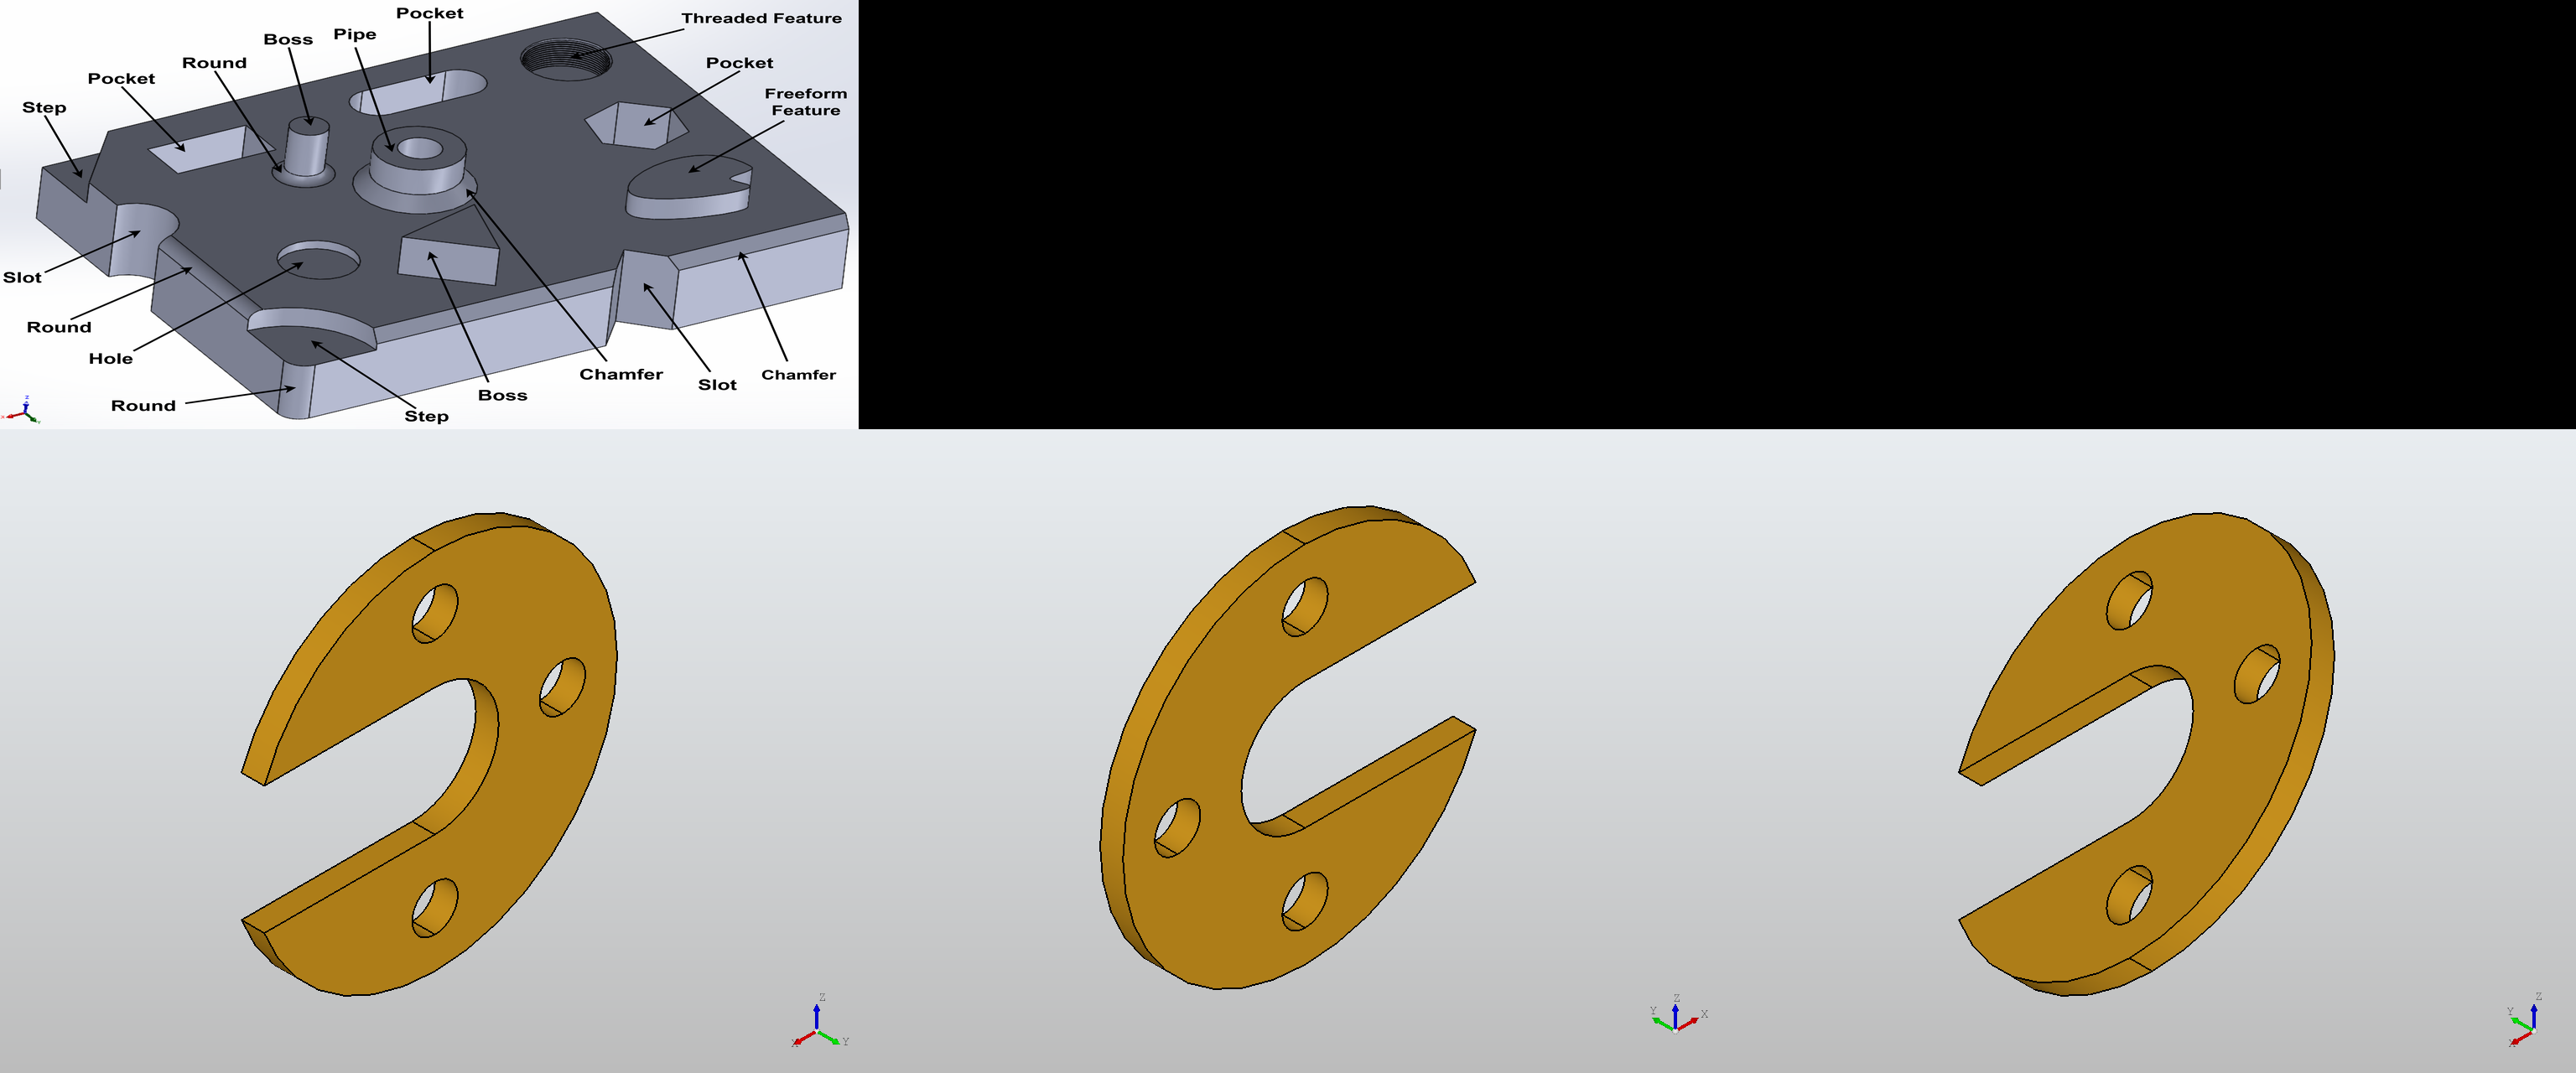 Pocket
Threaded Feature
Boss
Pipe
Round
Pocket
Pocket
Freeform
Feature
Step
Slot
Round
Hole
Chamfer
Chamfer
Slot
Boss
Round
Step
Z
X
Y
Z
Y
X
Z
Y
X